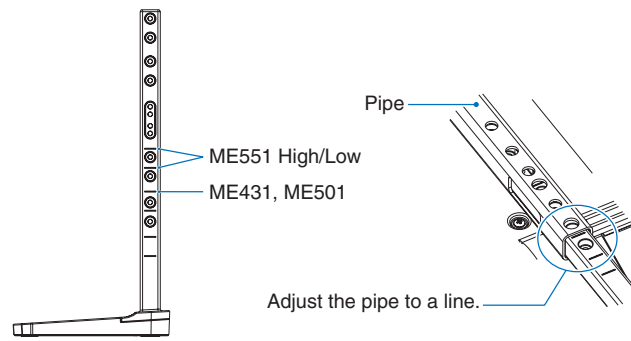 Pipe
ME551 High/Low
ME431, ME501
Adjust the pipe to a line.